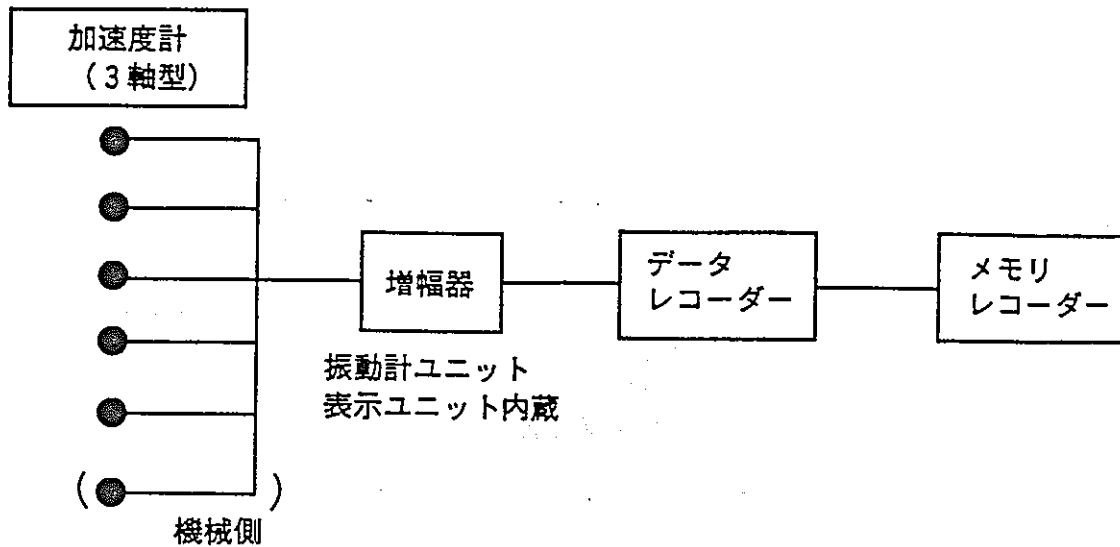 加速度計
(3軸型)
増幅器
振動計ユニット
表示ユニット内蔵
データ
レコーダー
メモリ
レコーダー
( )
機械側